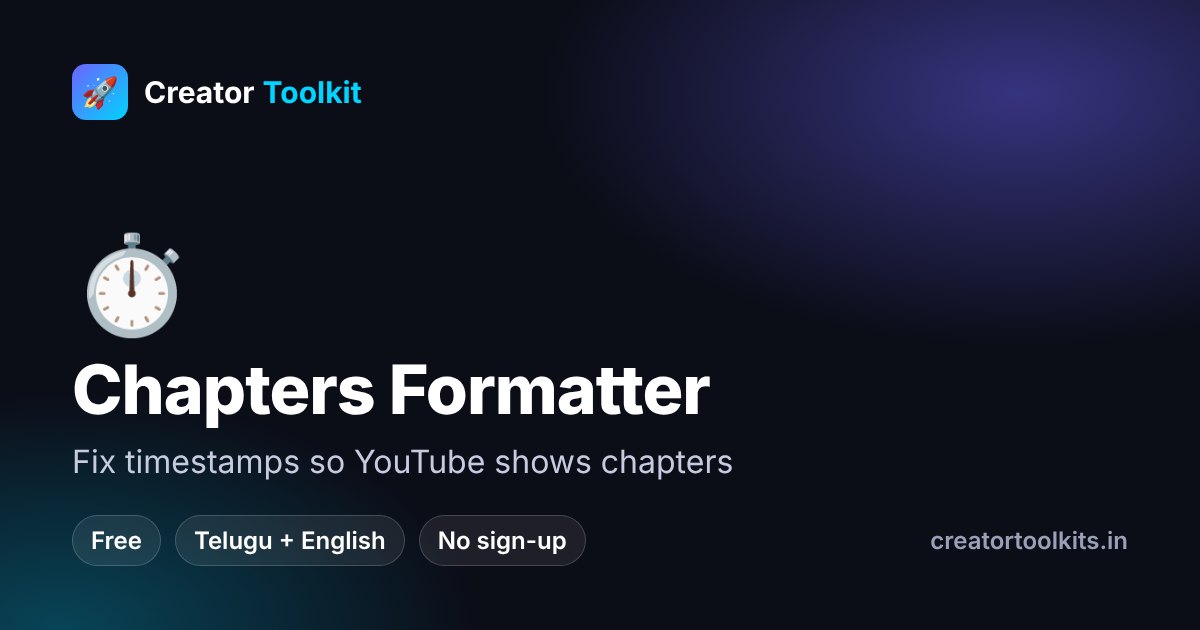 Creator Toolkit
Chapters Formatter
Fix timestamps so YouTube shows chapters
Free
Telugu + English
No sign-up
creatortoolkits.in